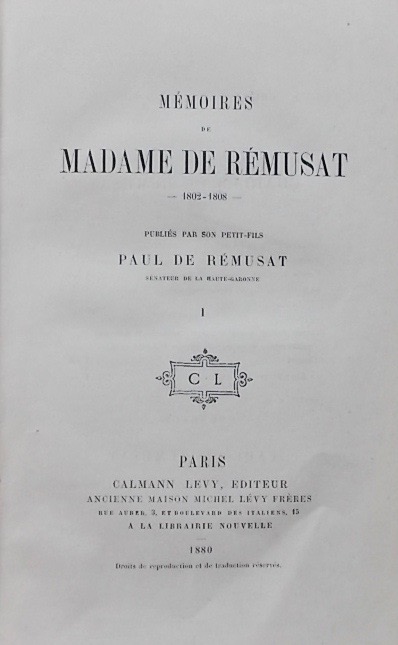 MÉMOIRES
DE
MADAME DE RÉMUSAT
— 1802-1808 —
PUBLIÉS PAR SON PETIT-FILS
PAUL DE RÉMUSAT
SÉNATEUR DE LA HAUTE-GARONNE
I
C L
PARIS
CALMANN LEVY, EDITEUR
ANCIENNE MAISON MICHEL LÉVY FRÈRES
RUE AUBER, 3, ET BOULEVARD DES ITALIENS, 15
A LA LIBRAIRIE NOUVELLE
1880
Droits de reproduction et de traduction réservés.